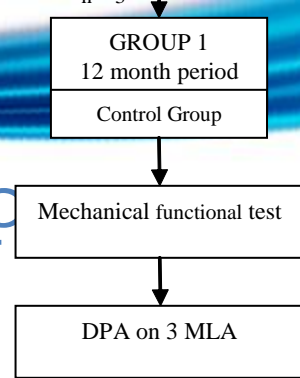 GROUP 1
12 month period
Control Group
Mechanical functional test
DPA on 3 MLA